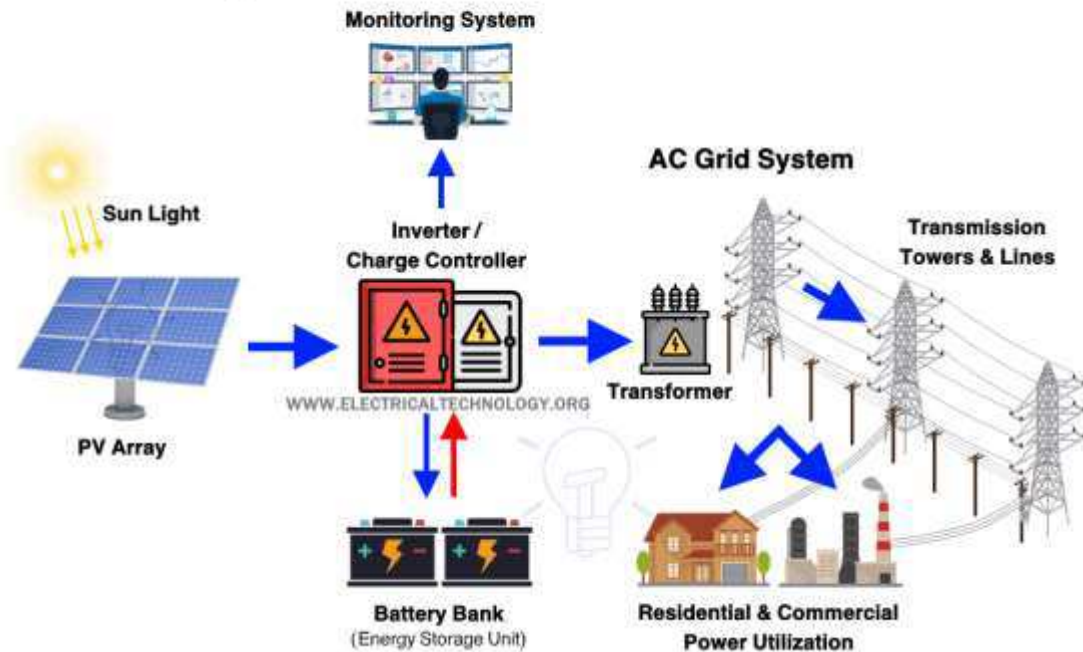 Monitoring System
AC Grid System
Sun Light
Transmission
Towers & Lines
Inverter /
Charge Controller
Transformer
WWW.ELECTRICALTECHNOLOGY.ORG
PV Array
Battery Bank
(Energy Storage Unit)
Residential & Commercial
Power Utilization